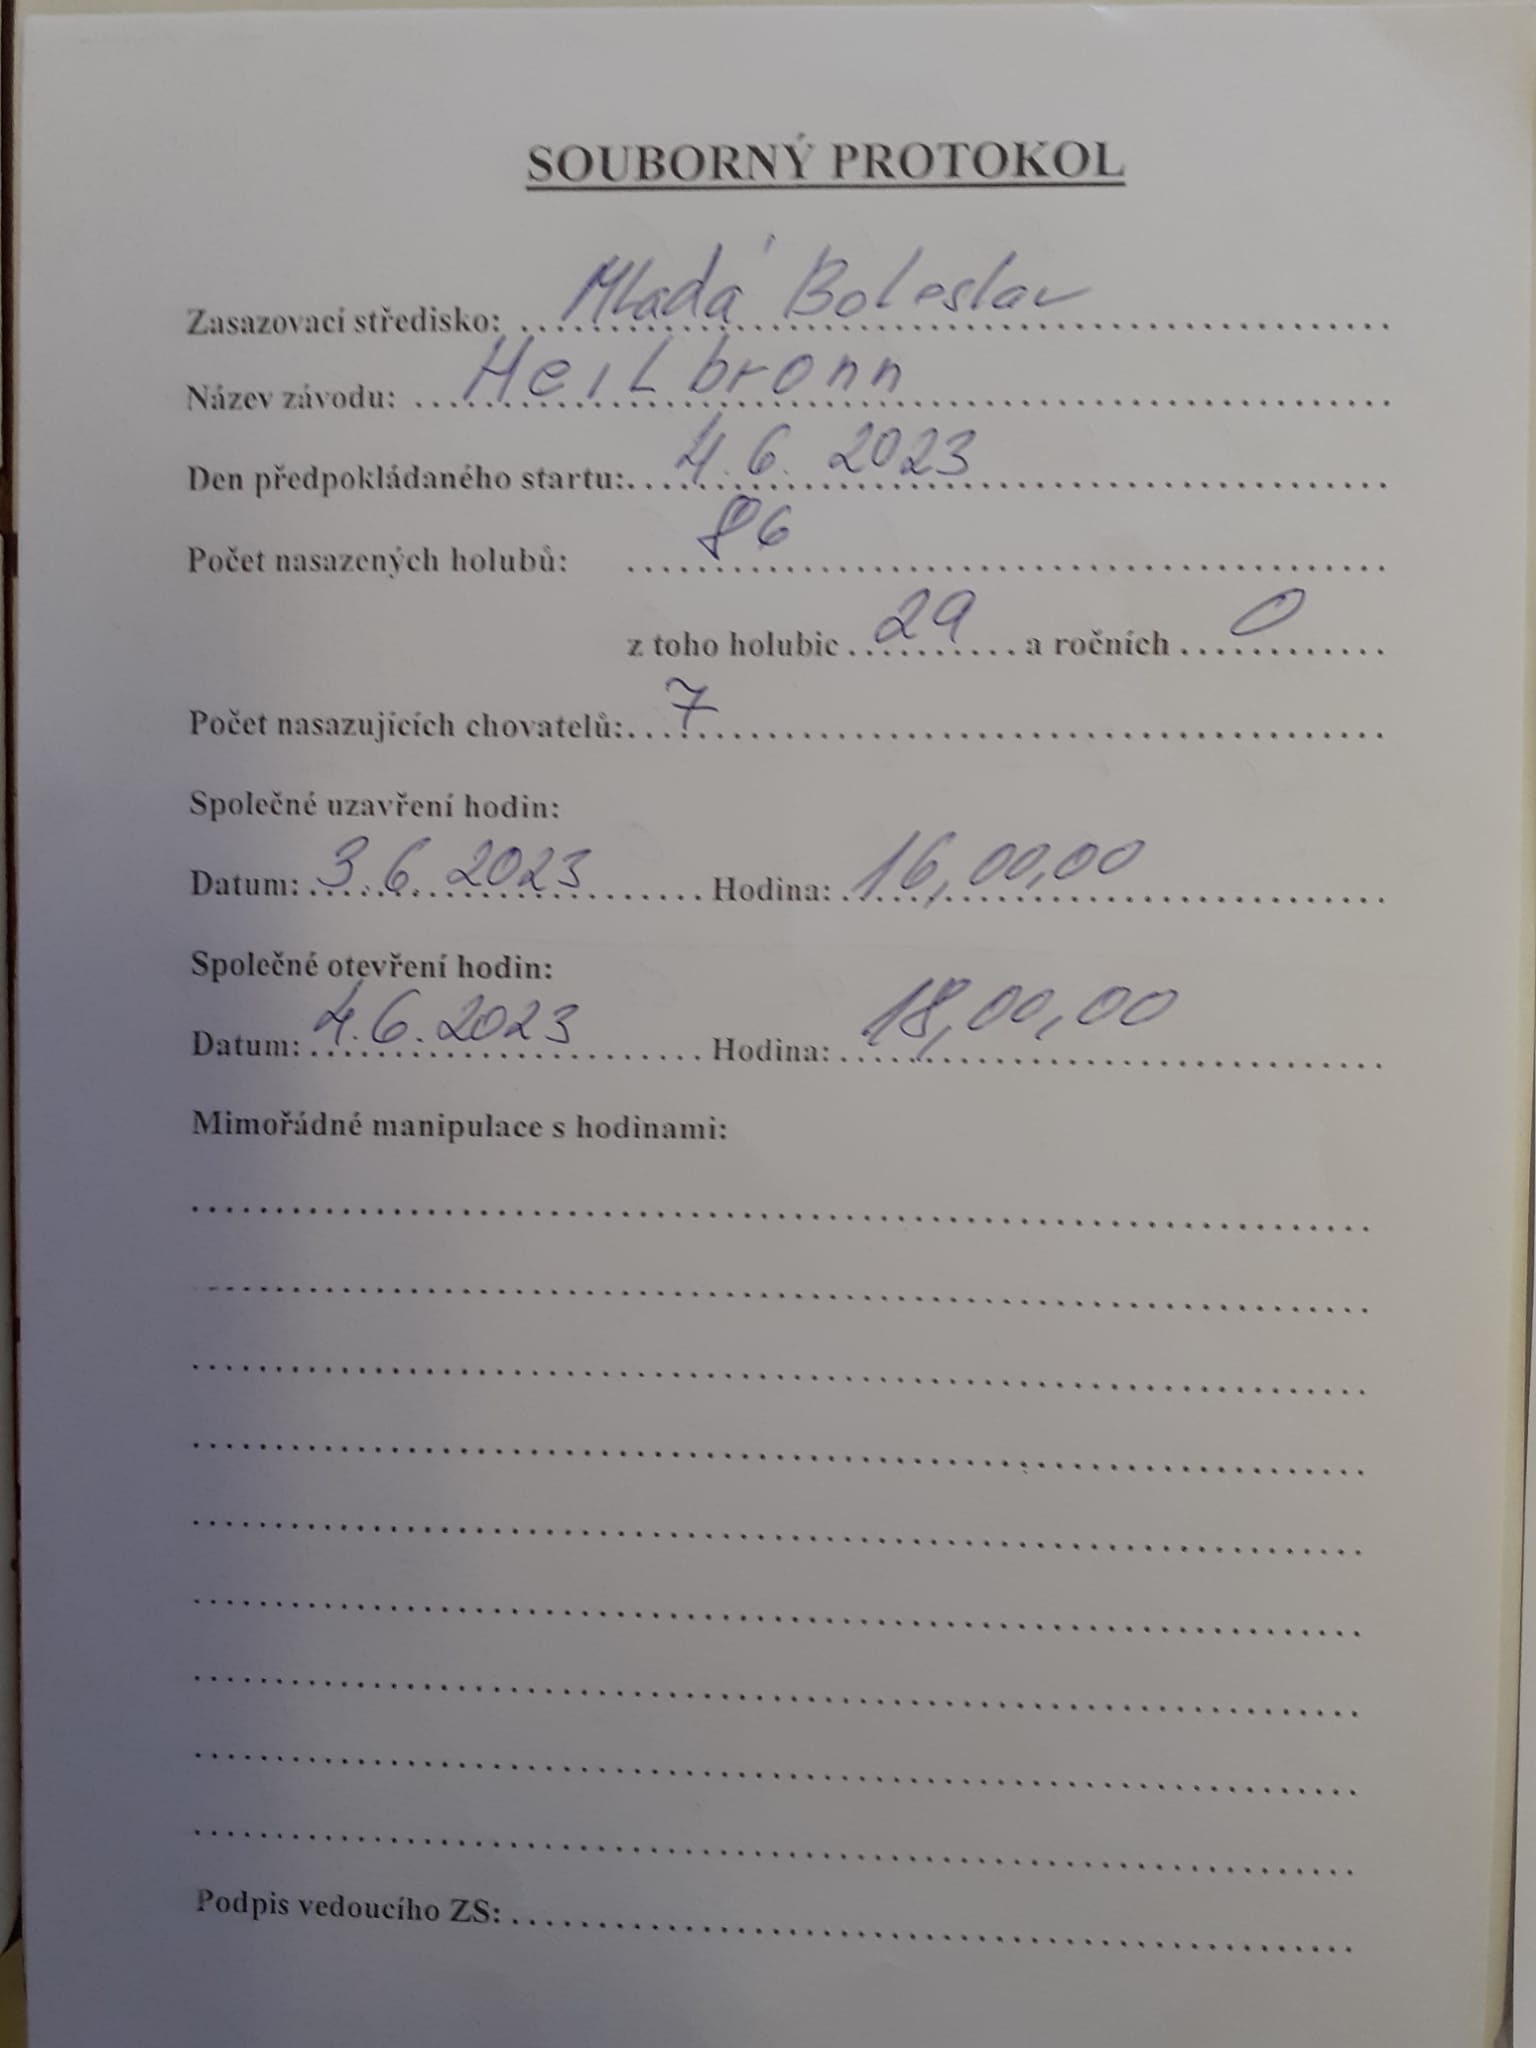 SOUBORNÝ PROTOKOL
Zasazovací středisko: Mladá Boleslav
Název závodu: Heilbronn
Den předpokládaného startu: 4.6. 2023
Počet nasazených holubů: 86
z toho holubic 29 a ročních 0
Počet nasazujících chovatelů: 7
Společné uzavření hodin:
Datum: 3.6.2023 Hodina: 16,00,00
Společné otevření hodin:
Datum: 4.6.2023 Hodina: 18,00,00
Mimořádné manipulace s hodinami:
Podpis vedoucího ZS: